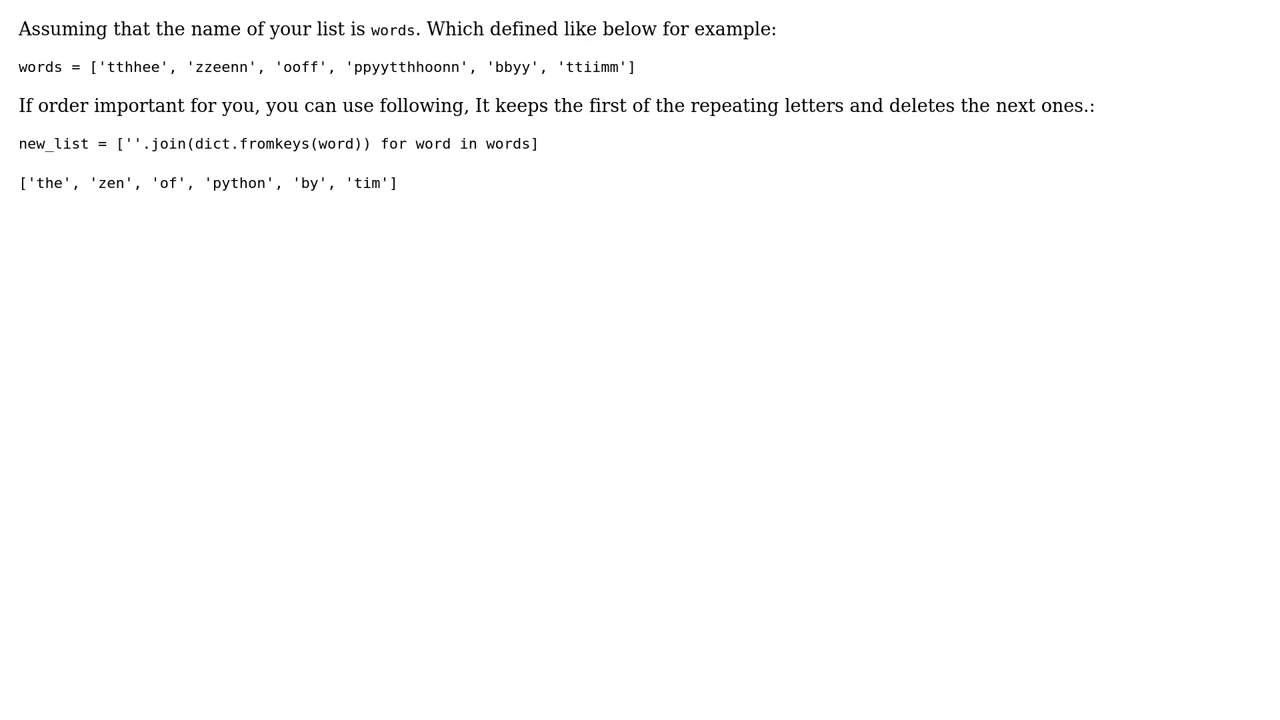 Assuming that the name of your list is words. Which defined like below for example:
words = ['tthhee', 'zzeenn', 'ooff', 'ppyytthhoonn', 'bbyy', 'ttiimm']
If order important for you, you can use following, It keeps the first of the repeating letters and deletes the next ones.:
new_list = [''.join(dict.fromkeys(word)) for word in words]
['the', 'zen', 'of', 'python', 'by', 'tim']